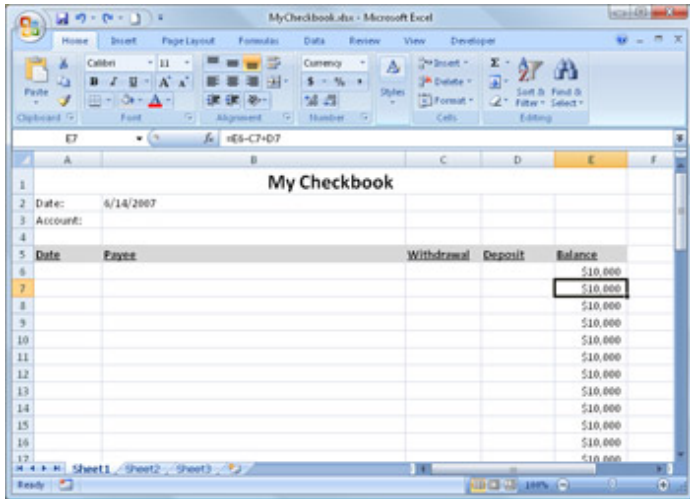 MyCheckbook.xlsx - Microsoft Excel
Home Insert Page Layout Formulas Data Review View Developer
Paste
Calibri 11
B I U A A
A
Currency
$ %
Styles
Insert
Delete
Format
Σ
Sort & Filter
Find & Select
Clipboard Font Alignment Number Cells Editing
E7 fx =E6-C7+D7
A B C D E F
1 My Checkbook
2 Date: 6/14/2007
3 Account:
4
5 Date Payee Withdrawal Deposit Balance
6 $10,000
7 $10,000
8 $10,000
9 $10,000
10 $10,000
11 $10,000
12 $10,000
13 $10,000
14 $10,000
15 $10,000
16 $10,000
17 $10,000
Sheet1 Sheet2 Sheet3
Ready 100%